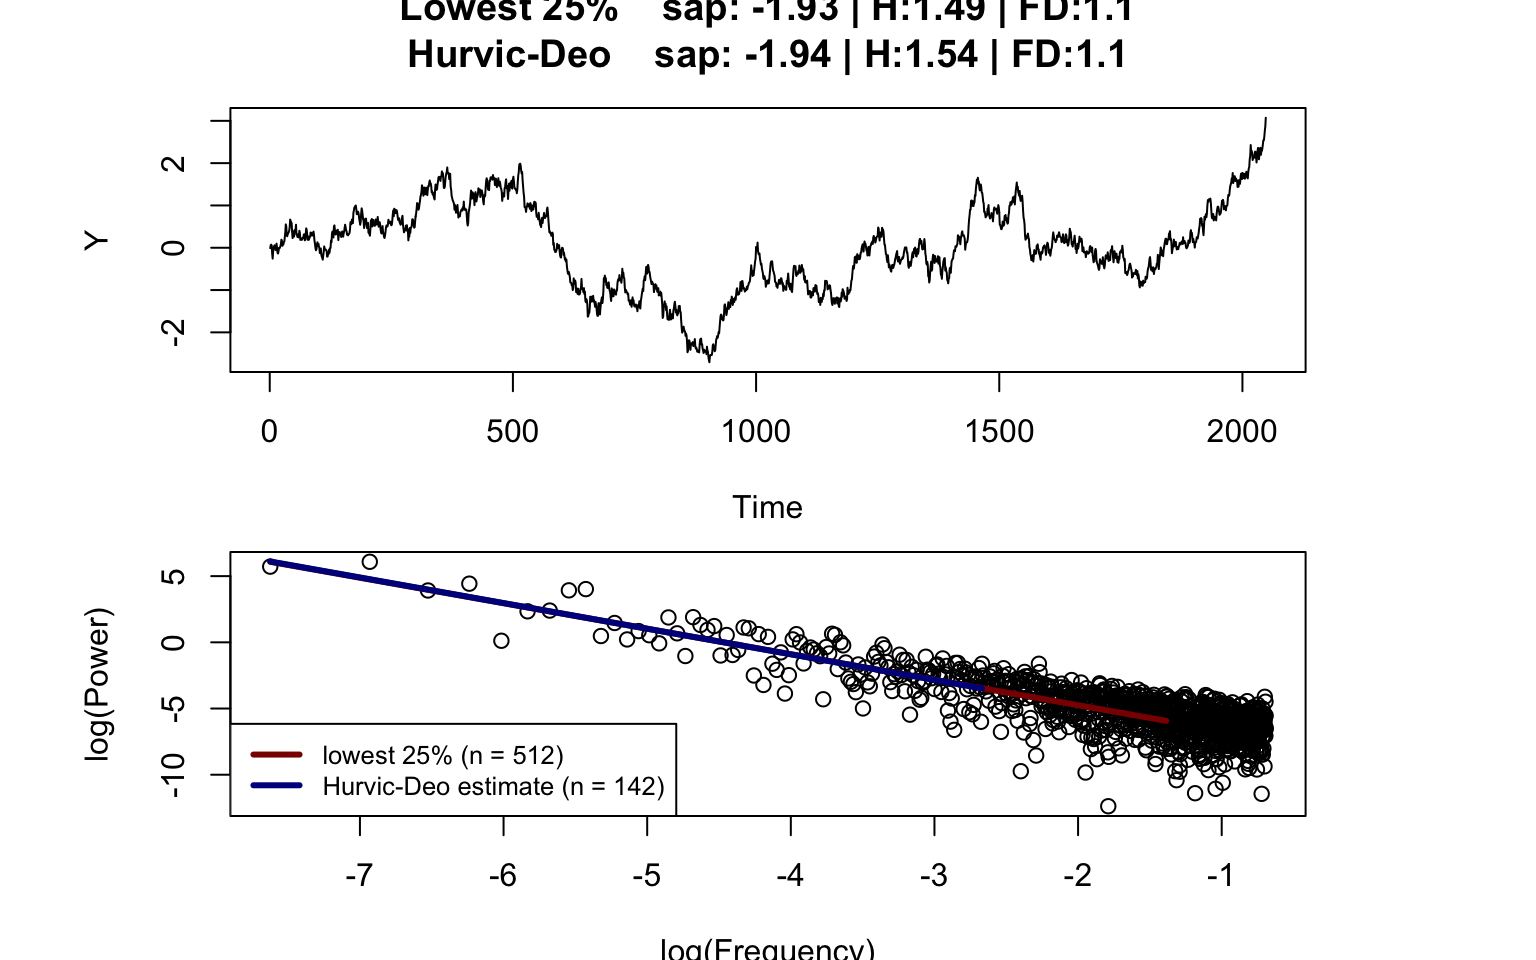 Lowest 25% sap: -1.93 | H:1.49 | FD:1.1
Hurvic-Deo sap: -1.94 | H:1.54 | FD:1.1
Y
2
0
-2
0 500 1000 1500 2000
Time
log(Power)
5
0
-5
-10
lowest 25% (n = 512)
Hurvic-Deo estimate (n = 142)
-7 -6 -5 -4 -3 -2 -1
log(Frequency)